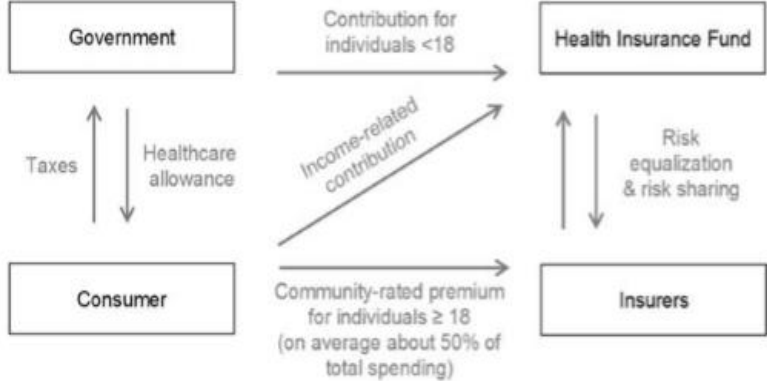 Government
Contribution for
individuals <18
Health Insurance Fund
Taxes
Healthcare
allowance
Income-related
contribution
Risk
equalization
& risk sharing
Consumer
Community-rated premium
for individuals ≥ 18
(on average about 50% of
total spending)
Insurers